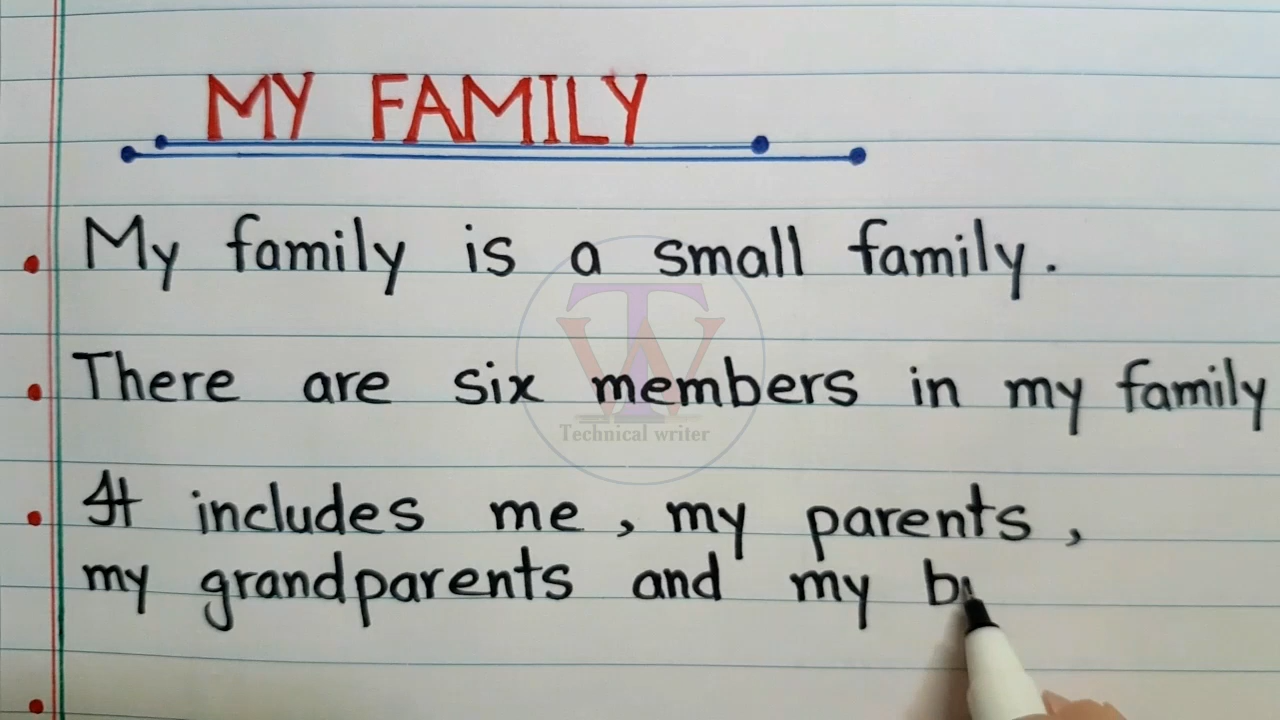 MY FAMILY
My family is a small family.
There are six members in my family
It includes me, my parents,
my grandparents and my
TW
Technical writer